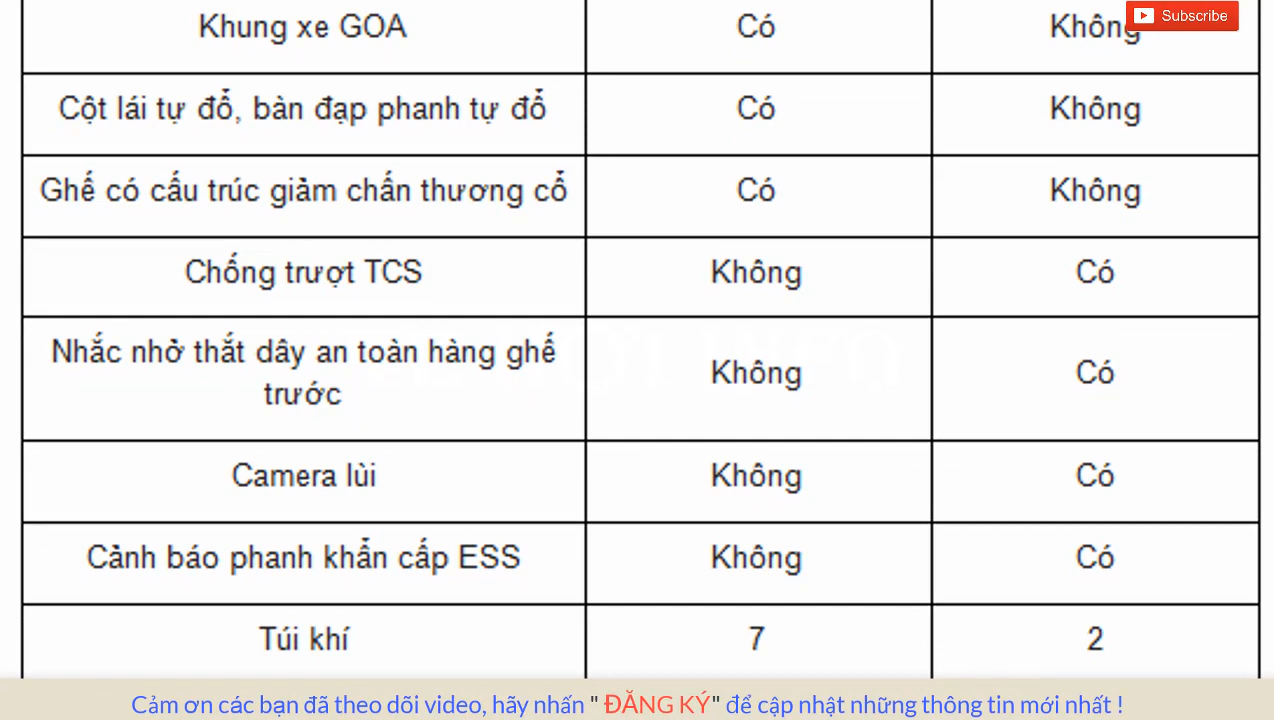 Khung xe GOA Có Không
Subscribe
Cột lái tự đổ, bàn đạp phanh tự đổ Có Không
Ghế có cấu trúc giảm chấn thương cổ Có Không
Chống trượt TCS Không Có
Nhắc nhở thắt dây an toàn hàng ghế
trước Không Có
Camera lùi Không Có
Cảnh báo phanh khẩn cấp ESS Không Có
Túi khí 7 2
Cảm ơn các bạn đã theo dõi video, hãy nhấn " ĐĂNG KÝ" để cập nhật những thông tin mới nhất !